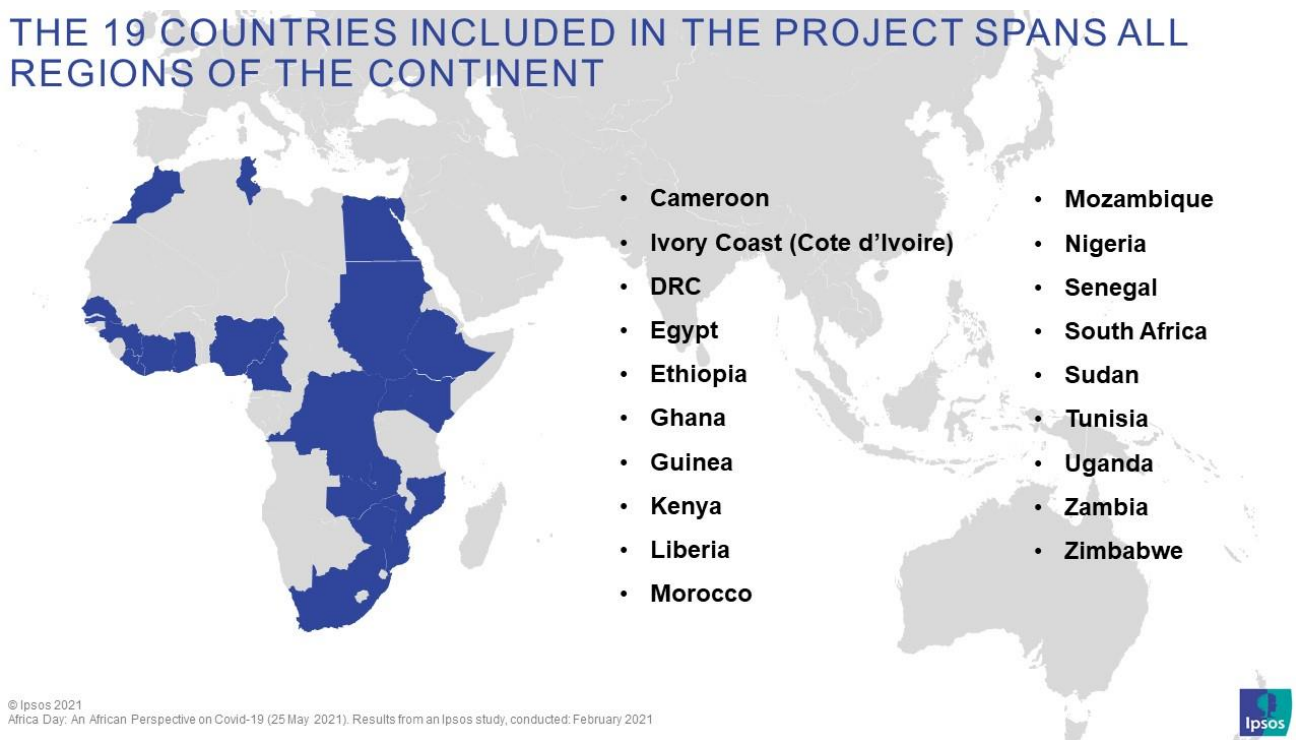 THE 19 COUNTRIES INCLUDED IN THE PROJECT SPANS ALL
REGIONS OF THE CONTINENT
• Cameroon
• Ivory Coast (Cote d’Ivoire)
• DRC
• Egypt
• Ethiopia
• Ghana
• Guinea
• Kenya
• Liberia
• Morocco
• Mozambique
• Nigeria
• Senegal
• South Africa
• Sudan
• Tunisia
• Uganda
• Zambia
• Zimbabwe
© Ipsos 2021
Africa Day: An African Perspective on Covid-19 (25 May 2021). Results from an Ipsos study, conducted: February 2021
Ipsos